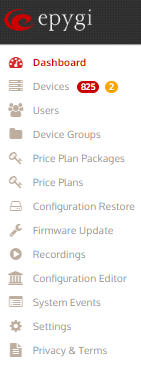 epygi
Dashboard
Devices 825 2
Users
Device Groups
Price Plan Packages
Price Plans
Configuration Restore
Firmware Update
Recordings
Configuration Editor
System Events
Settings
Privacy & Terms